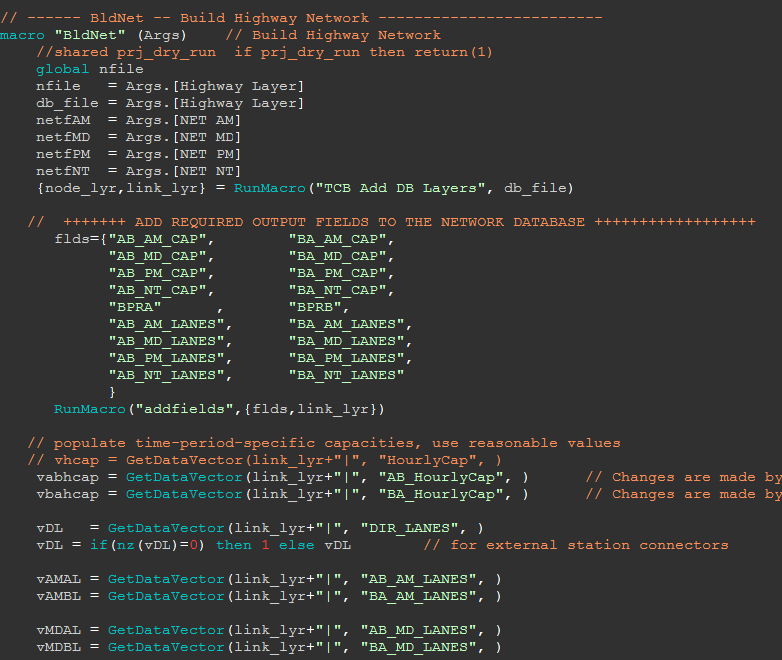 // ------ BldNet -- Build Highway Network -------------------------
macro "BldNet" (Args)    // Build Highway Network
    //shared prj_dry_run  if prj_dry_run then return(1)
    global nfile
    nfile   = Args.[Highway Layer]
    db_file = Args.[Highway Layer]
    netfAM  = Args.[NET AM]
    netfMD  = Args.[NET MD]
    netfPM  = Args.[NET PM]
    netfNT  = Args.[NET NT]
    {node_lyr,link_lyr} = RunMacro("TCB Add DB Layers", db_file)
   //  +++++++ ADD REQUIRED OUTPUT FIELDS TO THE NETWORK DATABASE ++++++++++++++++++
      flds={"AB_AM_CAP",        "BA_AM_CAP",
            "AB_MD_CAP",        "BA_MD_CAP",
            "AB_PM_CAP",        "BA_PM_CAP",
            "AB_NT_CAP",        "BA_NT_CAP",
            "BPRA"      ,       "BPRB",
            "AB_AM_LANES",      "BA_AM_LANES",
            "AB_MD_LANES",      "BA_MD_LANES",
            "AB_PM_LANES",      "BA_PM_LANES",
            "AB_NT_LANES",      "BA_NT_LANES"
            }
      RunMacro("addfields",{flds,link_lyr})
   // populate time-period-specific capacities, use reasonable values
   // vhcap = GetDataVector(link_lyr+"|", "HourlyCap", )
    vabhcap = GetDataVector(link_lyr+"|", "AB_HourlyCap", )      // Changes are made by
    vbahcap = GetDataVector(link_lyr+"|", "BA_HourlyCap", )      // Changes are made by
    vDL   = GetDataVector(link_lyr+"|", "DIR_LANES", )
    vDL = if(nz(vDL)=0) then 1 else vDL        // for external station connectors
    vAMAL = GetDataVector(link_lyr+"|", "AB_AM_LANES", )
    vAMBL = GetDataVector(link_lyr+"|", "BA_AM_LANES", )
    vMDAL = GetDataVector(link_lyr+"|", "AB_MD_LANES", )
    vMDBL = GetDataVector(link_lyr+"|", "BA_MD_LANES", )